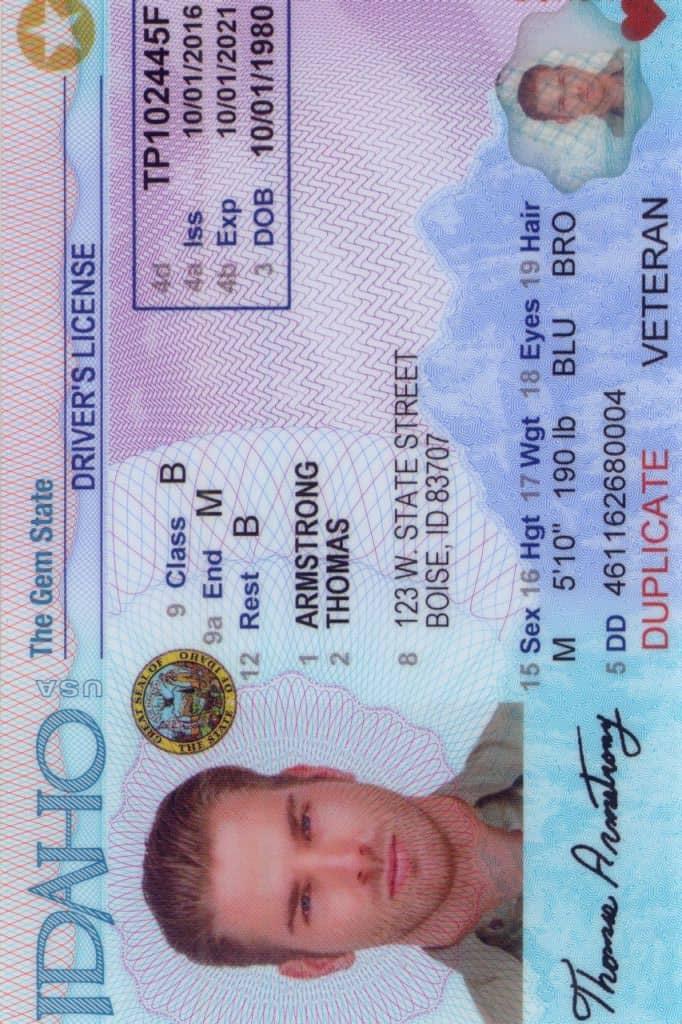 IDAHO USA The Gem State
DRIVER'S LICENSE
GREAT SEAL OF THE STATE OF IDAHO
9 Class B
9a End M
12 Rest B
4d TP102445F
4a Iss 10/01/2016
4b Exp 10/01/2021
3 DOB 10/01/1980
1 ARMSTRONG
2 THOMAS
8 123 W. STATE STREET
BOISE, ID 83707
15 Sex 16 Hgt 17 Wgt 18 Eyes 19 Hair
M 5'10" 190 lb BLU BRO
5 DD 461162680004
DUPLICATE VETERAN
Thomas Armstrong